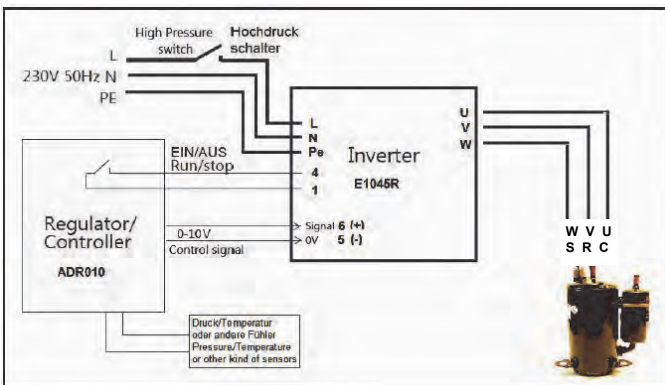 High Pressure switch
Hochdruck schalter
L
230V 50Hz N
PE
L
N
Pe
4
1
Signal 6 (+)
0V 5 (-)
Inverter
E1045R
U
V
W
EIN/AUS
Run/stop
0-10V
Control signal
Regulator/
Controller
ADR010
W V U
S R C
Druck/Temperatur
oder andere Fühler
Pressure/Temperature
or other kind of sensors